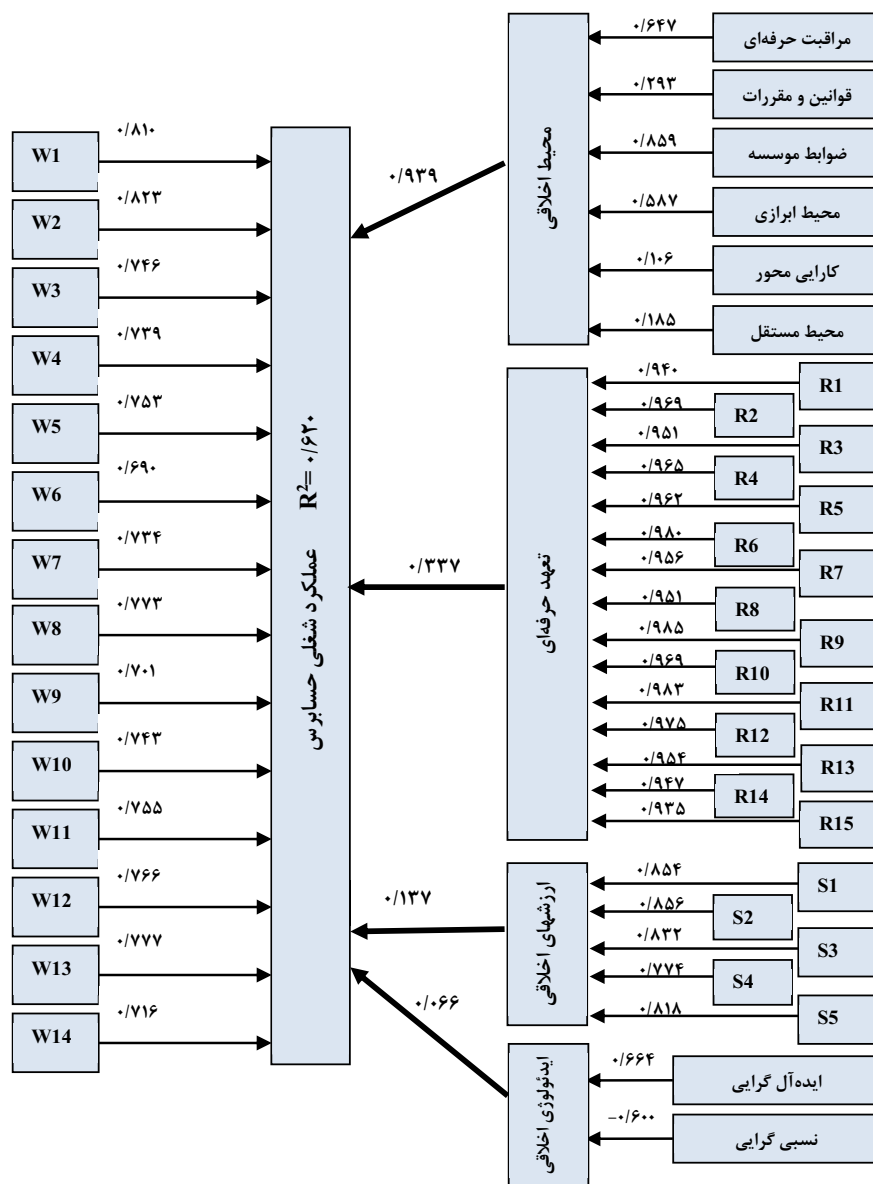 مراقبت حرفه‌ای
۰/۶۴۷
قوانین و مقررات
۰/۲۹۳
ضوابط موسسه
۰/۸۵۹
محیط ابرازی
۰/۵۸۷
کارایی محور
۰/۱۰۶
محیط مستقل
۰/۱۸۵
محیط اخلاقی
۰/۹۳۹
R1
۰/۹۴۰
R2
۰/۹۶۹
R3
۰/۹۵۱
R4
۰/۹۶۵
R5
۰/۹۶۲
R6
۰/۹۸۰
R7
۰/۹۵۶
R8
۰/۹۵۱
R9
۰/۹۸۵
R10
۰/۹۶۹
R11
۰/۹۸۳
R12
۰/۹۷۵
R13
۰/۹۵۴
R14
۰/۹۴۷
R15
۰/۹۳۵
تعهد حرفه‌ای
۰/۳۳۷
S1
۰/۸۵۴
S2
۰/۸۵۶
S3
۰/۸۳۲
S4
۰/۷۷۴
S5
۰/۸۱۸
ارزشهای اخلاقی
۰/۱۳۷
ایده‌آل گرایی
۰/۶۶۴
نسبی گرایی
-۰/۶۰۰
ایدئولوژی اخلاقی
۰/۰۶۶
عملکرد شغلی حسابرس R²= ۰/۶۲۰
W1
۰/۸۱۰
W2
۰/۸۲۳
W3
۰/۷۴۶
W4
۰/۷۳۹
W5
۰/۷۵۳
W6
۰/۶۹۰
W7
۰/۷۳۴
W8
۰/۷۷۳
W9
۰/۷۰۱
W10
۰/۷۴۳
W11
۰/۷۵۵
W12
۰/۷۶۶
W13
۰/۷۷۷
W14
۰/۷۱۶